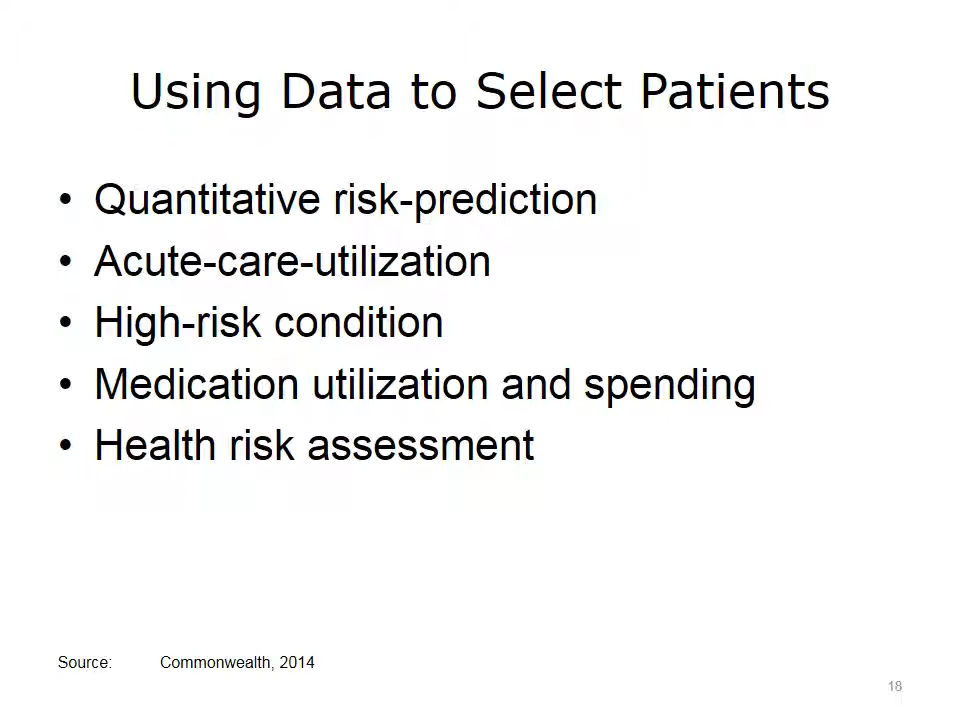 Using Data to Select Patients
• Quantitative risk-prediction
• Acute-care-utilization
• High-risk condition
• Medication utilization and spending
• Health risk assessment
Source: Commonwealth, 2014
18